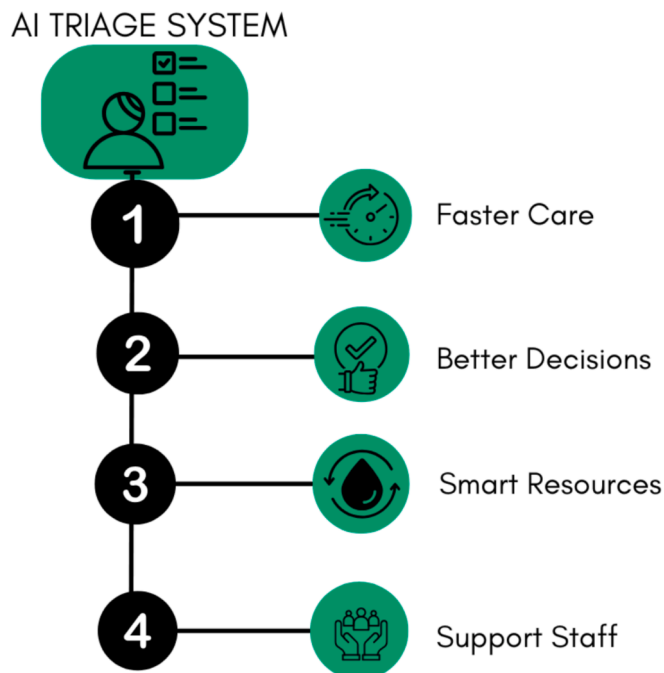 AI TRIAGE SYSTEM
1
Faster Care
2
Better Decisions
3
Smart Resources
4
Support Staff